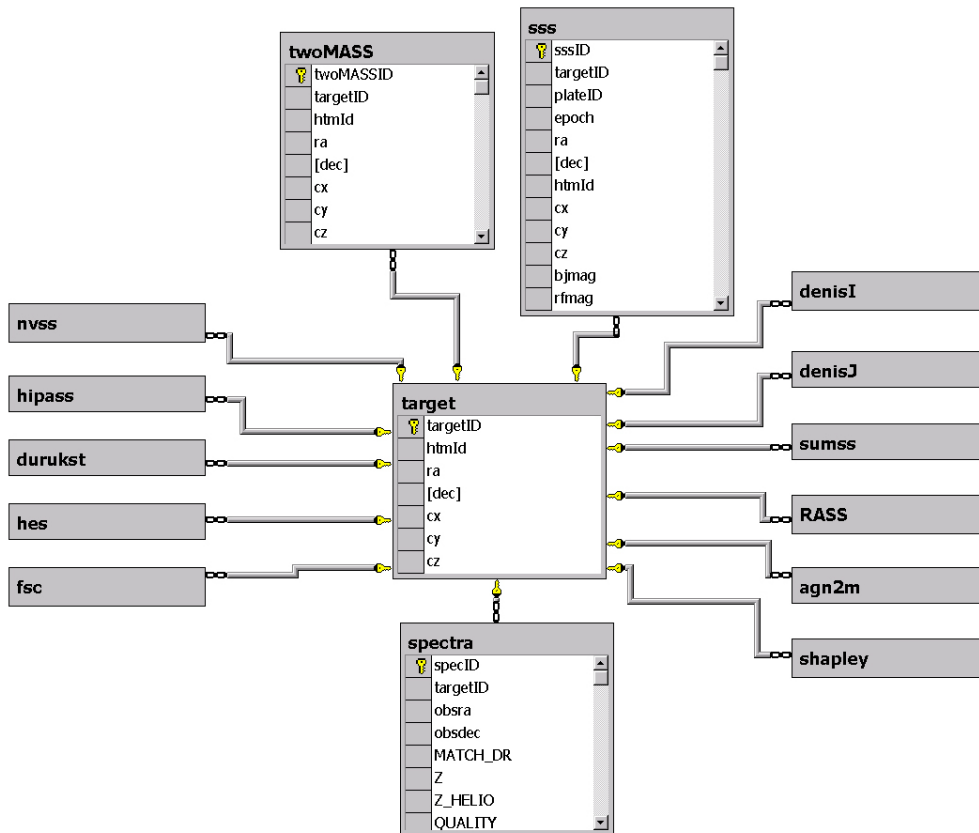 twoMASS
twoMASSID
targetID
htmId
ra
[dec]
cx
cy
cz
sss
sssID
targetID
plateID
epoch
ra
[dec]
htmId
cx
cy
cz
bjmag
rfmag
nvss
hipass
durukst
hes
fsc
target
targetID
htmId
ra
[dec]
cx
cy
cz
denisI
denisJ
sumss
RASS
agn2m
shapley
spectra
specID
targetID
obsra
obsdec
MATCH_DR
Z
Z_HELIO
QUALITY